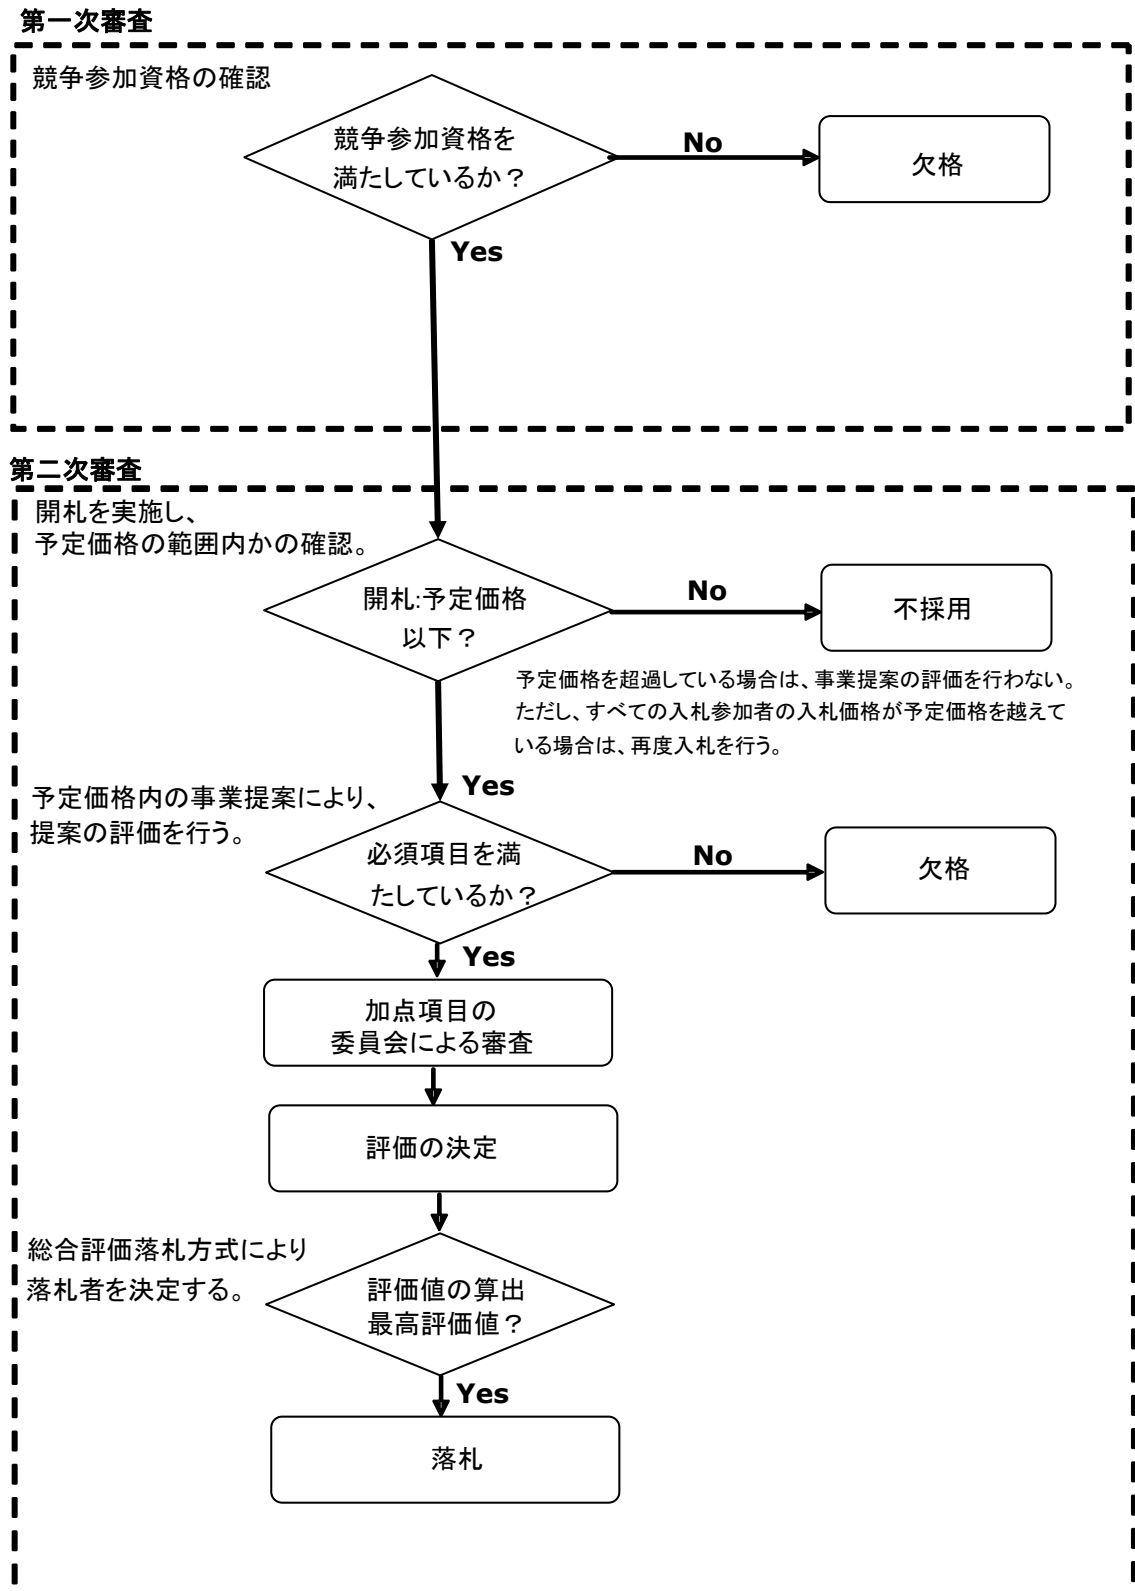 第一次審査
競争参加資格の確認
競争参加資格を
満たしているか？
No
欠格
Yes
第二次審査
開札を実施し、
予定価格の範囲内かの確認。
開札:予定価格
以下？
No
不採用
予定価格を超過している場合は、事業提案の評価を行わない。
ただし、すべての入札参加者の入札価格が予定価格を越えて
いる場合は、再度入札を行う。
Yes
予定価格内の事業提案により、
提案の評価を行う。
必須項目を満
たしているか？
No
欠格
Yes
加点項目の
委員会による審査
評価の決定
総合評価落札方式により
落札者を決定する。
評価値の算出
最高評価値？
Yes
落札